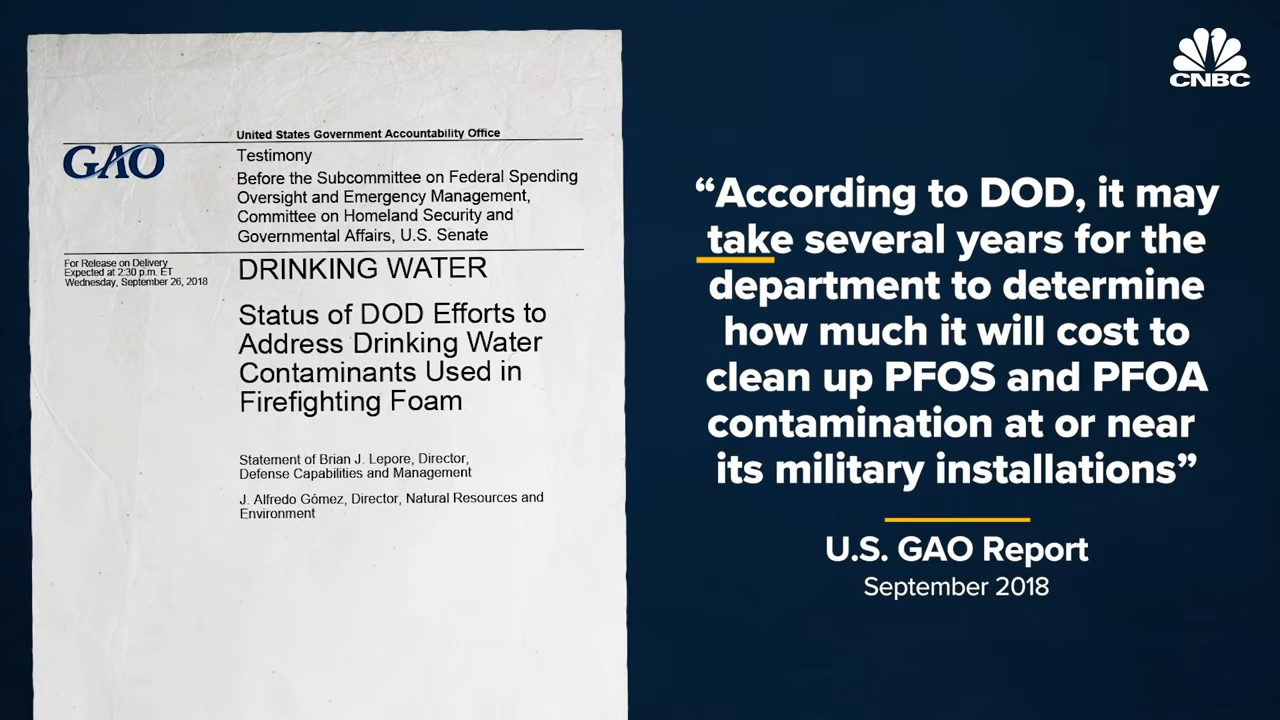 CNBC
United States Government Accountability Office
GAO
Testimony
Before the Subcommittee on Federal Spending
Oversight and Emergency Management,
Committee on Homeland Security and
Governmental Affairs, U.S. Senate
For Release on Delivery
Expected at 2:30 p.m. ET
Wednesday, September 26, 2018
DRINKING WATER
Status of DOD Efforts to
Address Drinking Water
Contaminants Used in
Firefighting Foam
Statement of Brian J. Lepore, Director,
Defense Capabilities and Management
J. Alfredo Gómez, Director, Natural Resources and
Environment
“According to DOD, it may
take several years for the
department to determine
how much it will cost to
clean up PFOS and PFOA
contamination at or near
its military installations”
U.S. GAO Report
September 2018